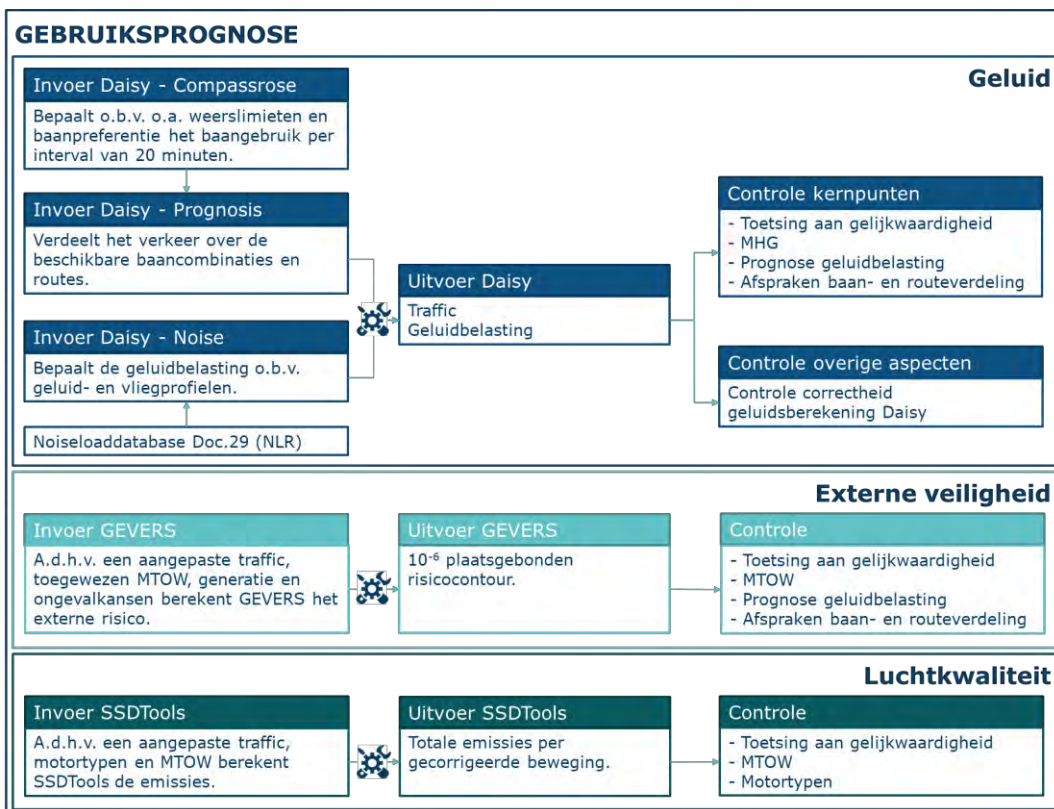 GEBRUIKSPROGNOSE
Geluid
Invoer Daisy - Compassrose
Bepaalt o.b.v. o.a. weerslimieten en
baanpreferentie het baangebruik per
interval van 20 minuten.
Invoer Daisy - Prognosis
Verdeelt het verkeer over de
beschikbare baancombinaties en
routes.
Invoer Daisy - Noise
Bepaalt de geluidbelasting o.b.v.
geluid- en vliegprofielen.
Noiseloaddatabase Doc.29 (NLR)
Uitvoer Daisy
Traffic
Geluidbelasting
Controle kernpunten
- Toetsing aan gelijkwaardigheid
- MHG
- Prognose geluidbelasting
- Afspraken baan- en routeverdeling
Controle overige aspecten
Controle correctheid
geluidsberekening Daisy
Externe veiligheid
Invoer GEVERS
A.d.h.v. een aangepaste traffic,
toegewezen MTOW, generatie en
ongevalkansen berekent GEVERS het
externe risico.
Uitvoer GEVERS
10⁻⁶ plaatsgebonden
risicocontour.
Controle
- Toetsing aan gelijkwaardigheid
- MTOW
- Prognose geluidbelasting
- Afspraken baan- en routeverdeling
Luchtkwaliteit
Invoer SSDTools
A.d.h.v. een aangepaste traffic,
motortypen en MTOW berekent
SSDTools de emissies.
Uitvoer SSDTools
Totale emissies per
gecorrigeerde beweging.
Controle
- Toetsing aan gelijkwaardigheid
- MTOW
- Motortypen